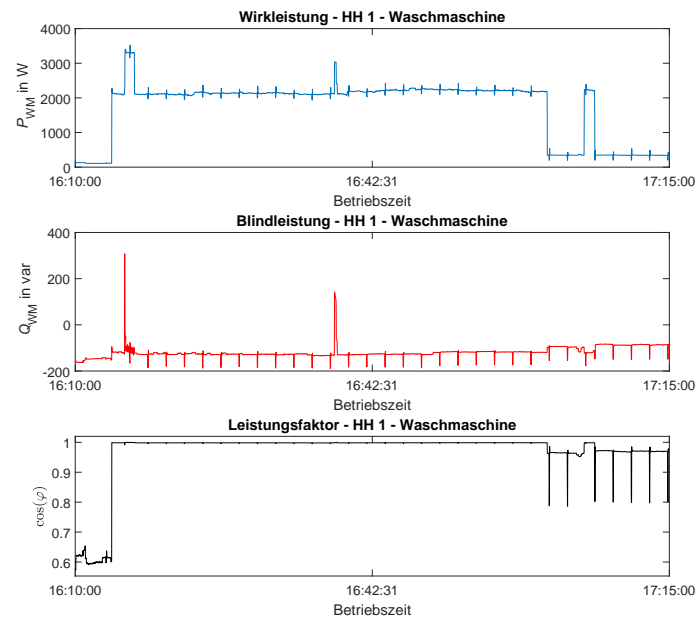 Wirkleistung - HH 1 - Waschmaschine
4000
3000
2000
1000
0
P_WM in W
16:10:00 16:42:31 17:15:00
Betriebszeit
Blindleistung - HH 1 - Waschmaschine
400
200
0
-200
Q_WM in var
16:10:00 16:42:31 17:15:00
Betriebszeit
Leistungsfaktor - HH 1 - Waschmaschine
1
0.9
0.8
0.7
0.6
cos(φ)
16:10:00 16:42:31 17:15:00
Betriebszeit